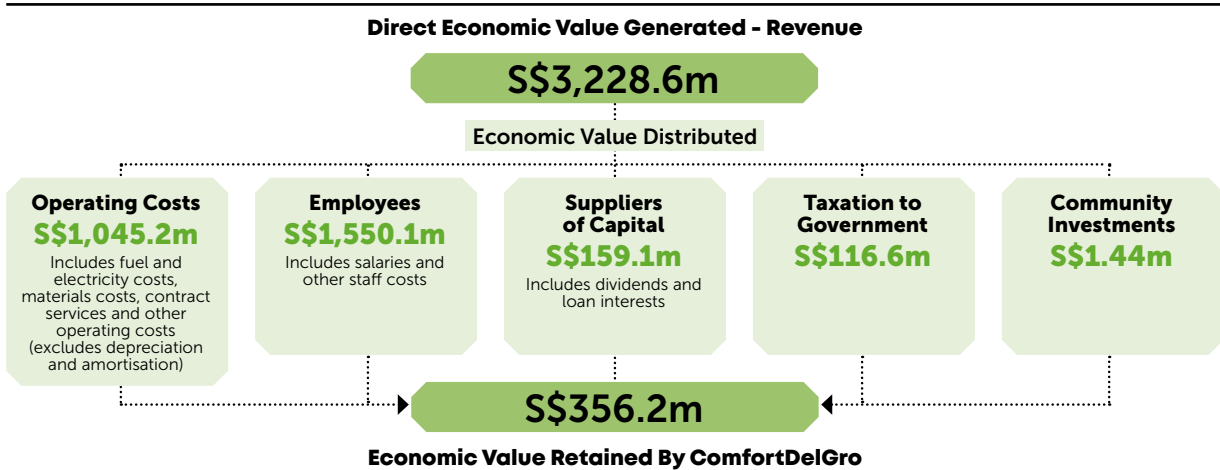 Direct Economic Value Generated - Revenue
S$3,228.6m
Economic Value Distributed
Operating Costs
S$1,045.2m
Includes fuel and
electricity costs,
materials costs, contract
services and other
operating costs
(excludes depreciation
and amortisation)
Employees
S$1,550.1m
Includes salaries and
other staff costs
Suppliers
of Capital
S$159.1m
Includes dividends and
loan interests
Taxation to
Government
S$116.6m
Community
Investments
S$1.44m
S$356.2m
Economic Value Retained By ComfortDelGro